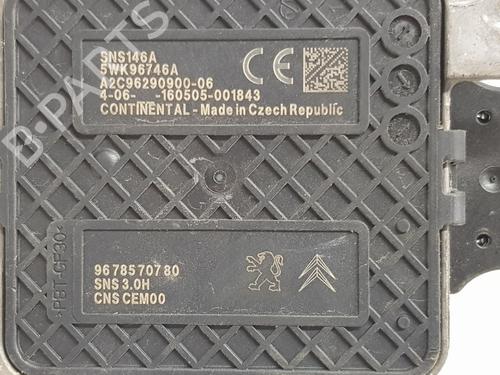 SNS146A
5WK96746A
A2C96290900-06
4-06- -160505-001843
CONTINENTAL - Made in Czech Republic
CE
>PBT-GF30<
9678570780
SNS 3.0H
CNS CEM00
B-PARTS